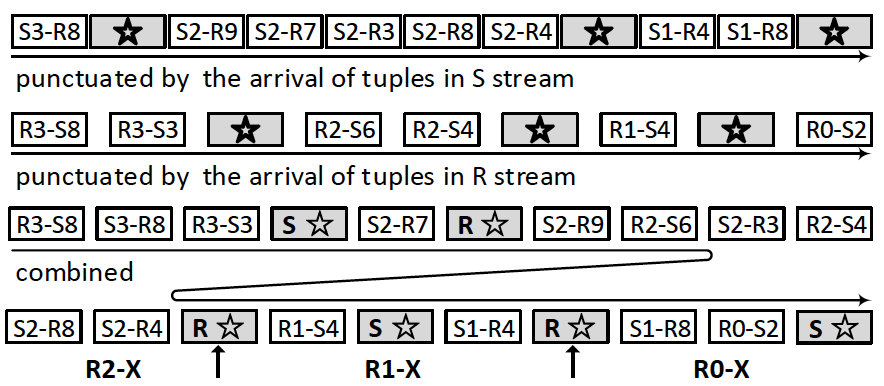 S3-R8 ★ S2-R9 S2-R7 S2-R3 S2-R8 S2-R4 ★ S1-R4 S1-R8 ★
punctuated by the arrival of tuples in S stream
R3-S8 R3-S3 ★ R2-S6 R2-S4 ★ R1-S4 ★ R0-S2
punctuated by the arrival of tuples in R stream
R3-S8 S3-R8 R3-S3 S ☆ S2-R7 R ☆ S2-R9 R2-S6 S2-R3 R2-S4
combined
S2-R8 S2-R4 R ☆ R1-S4 S ☆ S1-R4 R ☆ S1-R8 R0-S2 S ☆
R2-X R1-X R0-X